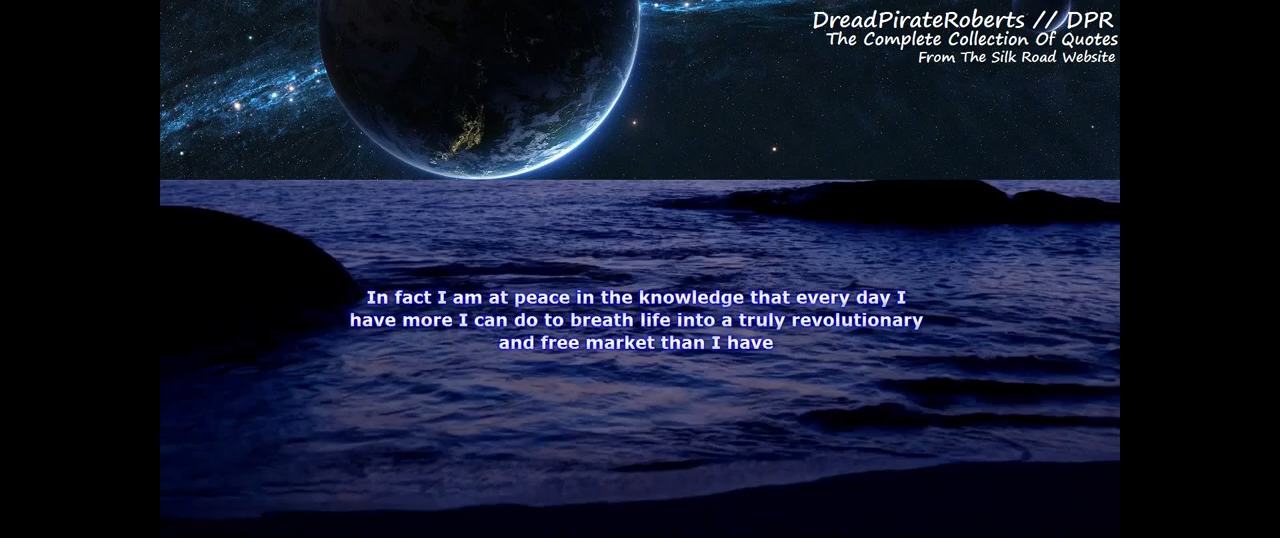 DreadPirateRoberts // DPR
The Complete Collection Of Quotes
From The Silk Road Website
In fact I am at peace in the knowledge that every day I
have more I can do to breath life into a truly revolutionary
and free market than I have